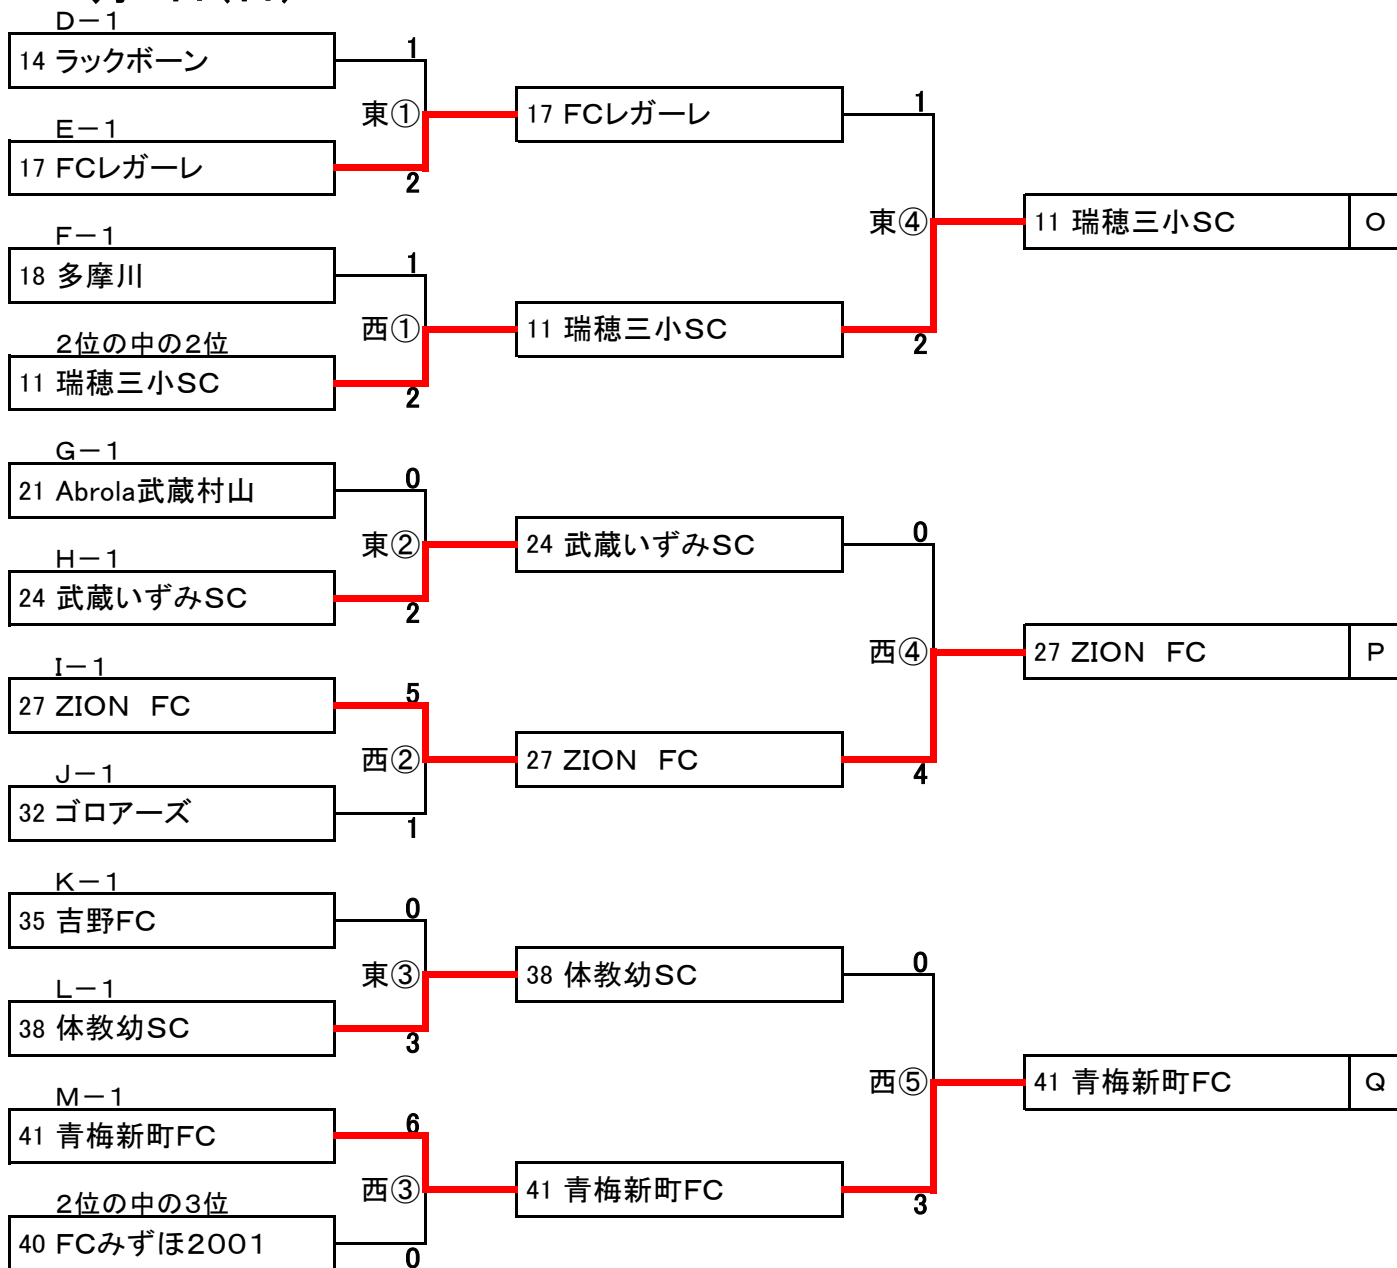 D－1
14 ラックボーン
1
東①
17 FCレガーレ
1
E－1
17 FCレガーレ
2
東④
11 瑞穂三小SC
O
F－1
18 多摩川
1
西①
11 瑞穂三小SC
2
2位の中の2位
11 瑞穂三小SC
2
G－1
21 Abrola武蔵村山
0
東②
24 武蔵いずみSC
0
H－1
24 武蔵いずみSC
2
西④
27 ZION　FC
P
I－1
27 ZION　FC
5
西②
27 ZION　FC
4
J－1
32 ゴロアーズ
1
K－1
35 吉野FC
0
東③
38 体教幼SC
0
L－1
38 体教幼SC
3
西⑤
41 青梅新町FC
Q
M－1
41 青梅新町FC
6
西③
41 青梅新町FC
3
2位の中の3位
40 FCみずほ2001
0